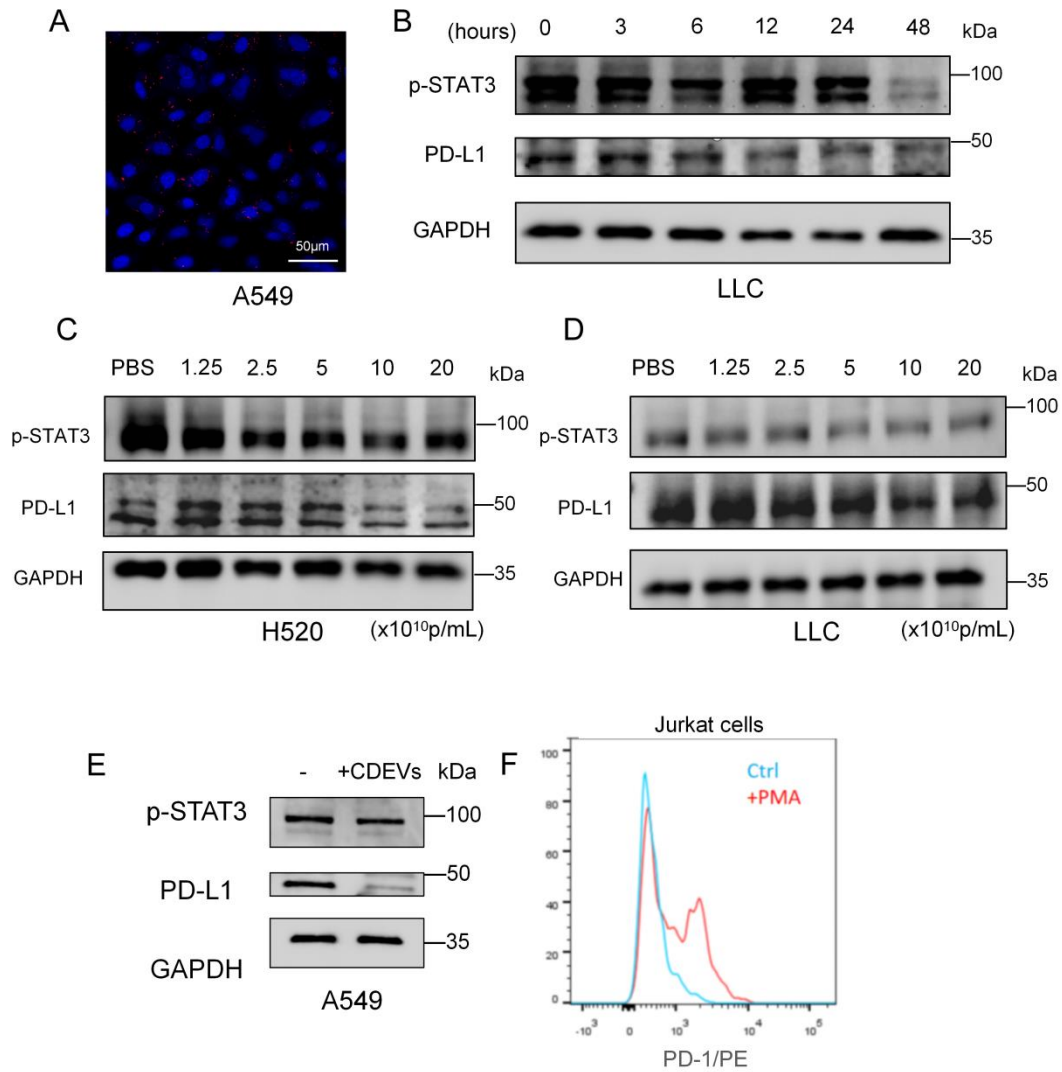 A
50µm
A549
B
(hours) 0 3 6 12 24 48 kDa
p-STAT3
100
PD-L1
50
GAPDH
35
LLC
C
PBS 1.25 2.5 5 10 20 kDa
p-STAT3
100
PD-L1
50
GAPDH
35
H520 (x10¹⁰p/mL)
D
PBS 1.25 2.5 5 10 20 kDa
p-STAT3
100
PD-L1
50
GAPDH
35
LLC (x10¹⁰p/mL)
E
- +CDEVs kDa
p-STAT3
100
PD-L1
50
GAPDH
35
A549
F
Jurkat cells
Ctrl
+PMA
100
80
60
40
20
0
-10³ 0 10³ 10⁴ 10⁵
PD-1/PE